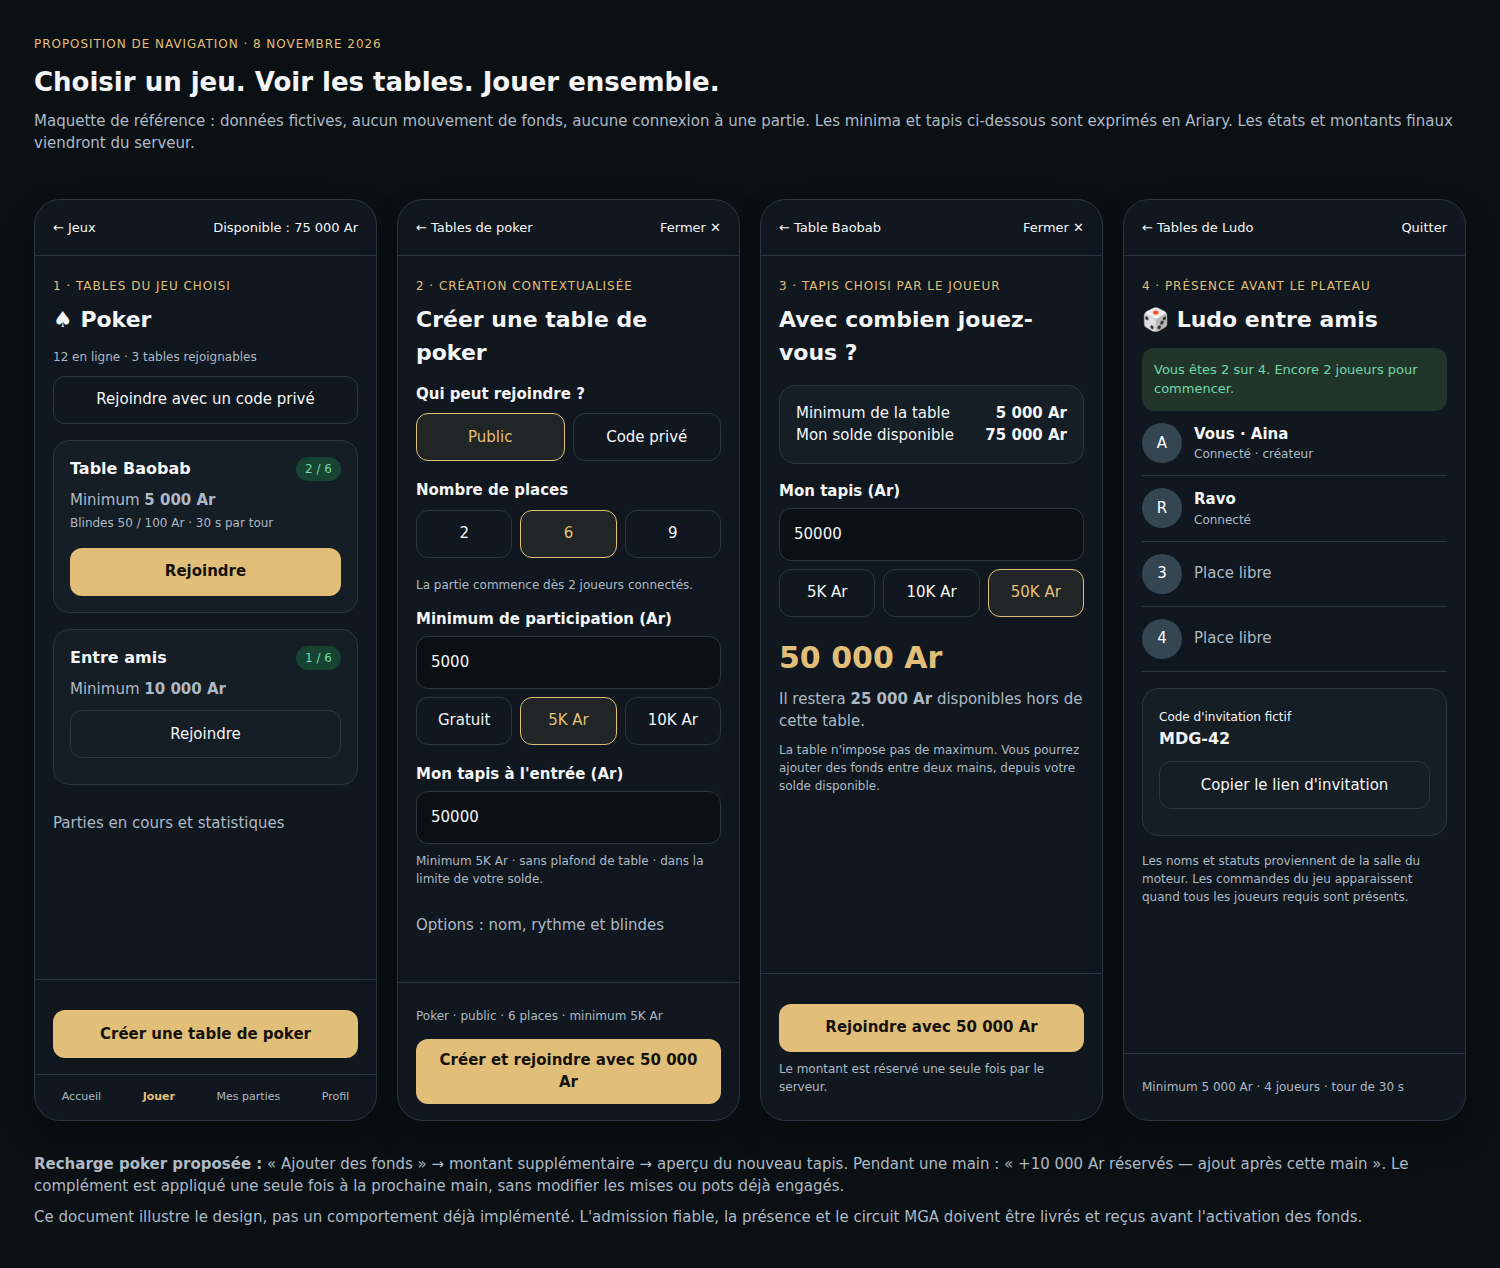 PROPOSITION DE NAVIGATION · 8 NOVEMBRE 2026
Choisir un jeu. Voir les tables. Jouer ensemble.
Maquette de référence : données fictives, aucun mouvement de fonds, aucune connexion à une partie. Les minima et tapis ci-dessous sont exprimés en Ariary. Les états et montants finaux
viendront du serveur.
← Jeux
Disponible : 75 000 Ar
1 · TABLES DU JEU CHOISI
♠ Poker
12 en ligne · 3 tables rejoignables
Rejoindre avec un code privé
Table Baobab
2 / 6
Minimum 5 000 Ar
Blindes 50 / 100 Ar · 30 s par tour
Rejoindre
Entre amis
1 / 6
Minimum 10 000 Ar
Rejoindre
Parties en cours et statistiques
Créer une table de poker
Accueil
Jouer
Mes parties
Profil
← Tables de poker
Fermer ✕
2 · CRÉATION CONTEXTUALISÉE
Créer une table de
poker
Qui peut rejoindre ?
Public
Code privé
Nombre de places
2
6
9
La partie commence dès 2 joueurs connectés.
Minimum de participation (Ar)
5000
Gratuit
5K Ar
10K Ar
Mon tapis à l'entrée (Ar)
50000
Minimum 5K Ar · sans plafond de table · dans la
limite de votre solde.
Options : nom, rythme et blindes
Poker · public · 6 places · minimum 5K Ar
Créer et rejoindre avec 50 000
Ar
← Table Baobab
Fermer ✕
3 · TAPIS CHOISI PAR LE JOUEUR
Avec combien jouez-
vous ?
Minimum de la table
5 000 Ar
Mon solde disponible
75 000 Ar
Mon tapis (Ar)
50000
5K Ar
10K Ar
50K Ar
50 000 Ar
Il restera 25 000 Ar disponibles hors de
cette table.
La table n'impose pas de maximum. Vous pourrez
ajouter des fonds entre deux mains, depuis votre
solde disponible.
Rejoindre avec 50 000 Ar
Le montant est réservé une seule fois par le
serveur.
← Tables de Ludo
Quitter
4 · PRÉSENCE AVANT LE PLATEAU
🎲 Ludo entre amis
Vous êtes 2 sur 4. Encore 2 joueurs pour
commencer.
A
Vous · Aina
Connecté · créateur
R
Ravo
Connecté
3
Place libre
4
Place libre
Code d'invitation fictif
MDG-42
Copier le lien d'invitation
Les noms et statuts proviennent de la salle du
moteur. Les commandes du jeu apparaissent
quand tous les joueurs requis sont présents.
Minimum 5 000 Ar · 4 joueurs · tour de 30 s
Recharge poker proposée : « Ajouter des fonds » → montant supplémentaire → aperçu du nouveau tapis. Pendant une main : « +10 000 Ar réservés — ajout après cette main ». Le
complément est appliqué une seule fois à la prochaine main, sans modifier les mises ou pots déjà engagés.
Ce document illustre le design, pas un comportement déjà implémenté. L'admission fiable, la présence et le circuit MGA doivent être livrés et reçus avant l'activation des fonds.